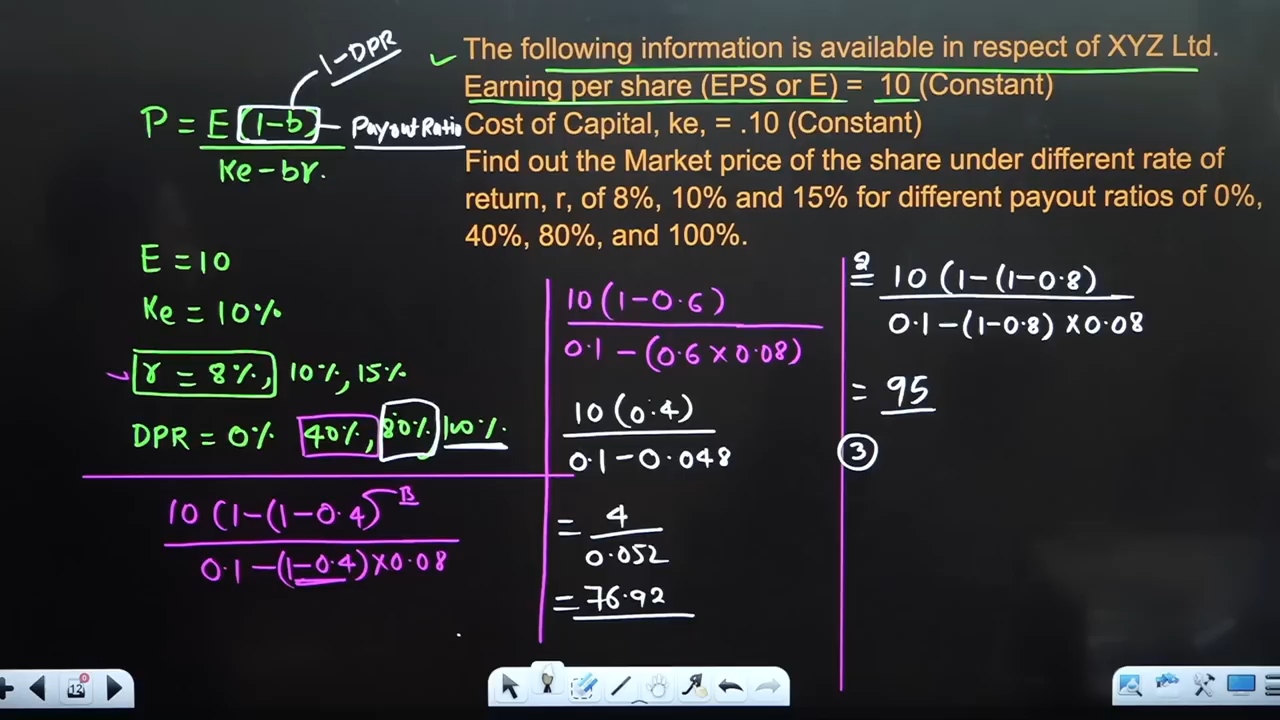 The following information is available in respect of XYZ Ltd.
Earning per share (EPS or E) = 10 (Constant)
Cost of Capital, ke, = .10 (Constant)
Find out the Market price of the share under different rate of
return, r, of 8%, 10% and 15% for different payout ratios of 0%,
40%, 80%, and 100%.
1-DPR
P = E (1-b) - Payout Ratio
Ke-br.
E = 10
Ke = 10%
r = 8%, 10%, 15%
DPR = 0% 40%, 80% 100%
10 (1-(1-0.4) B
0.1-(1-0.4)×0.08
10 (1-0.6)
0.1-(0.6×0.08)
10 (0.4)
0.1-0.048
= 4
0.052
= 76.92
2 10 (1-(1-0.8)
0.1-(1-0.8)×0.08
= 95
3
12